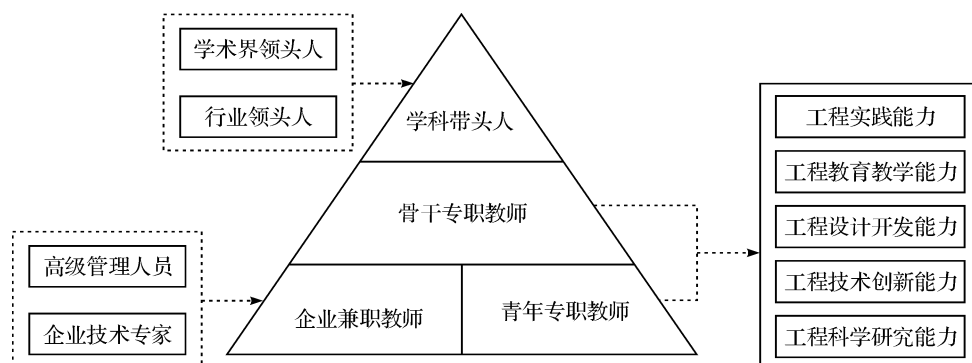 学术界领头人
行业领头人
学科带头人
骨干专职教师
高级管理人员
企业技术专家
企业兼职教师
青年专职教师
工程实践能力
工程教育教学能力
工程设计开发能力
工程技术创新能力
工程科学研究能力